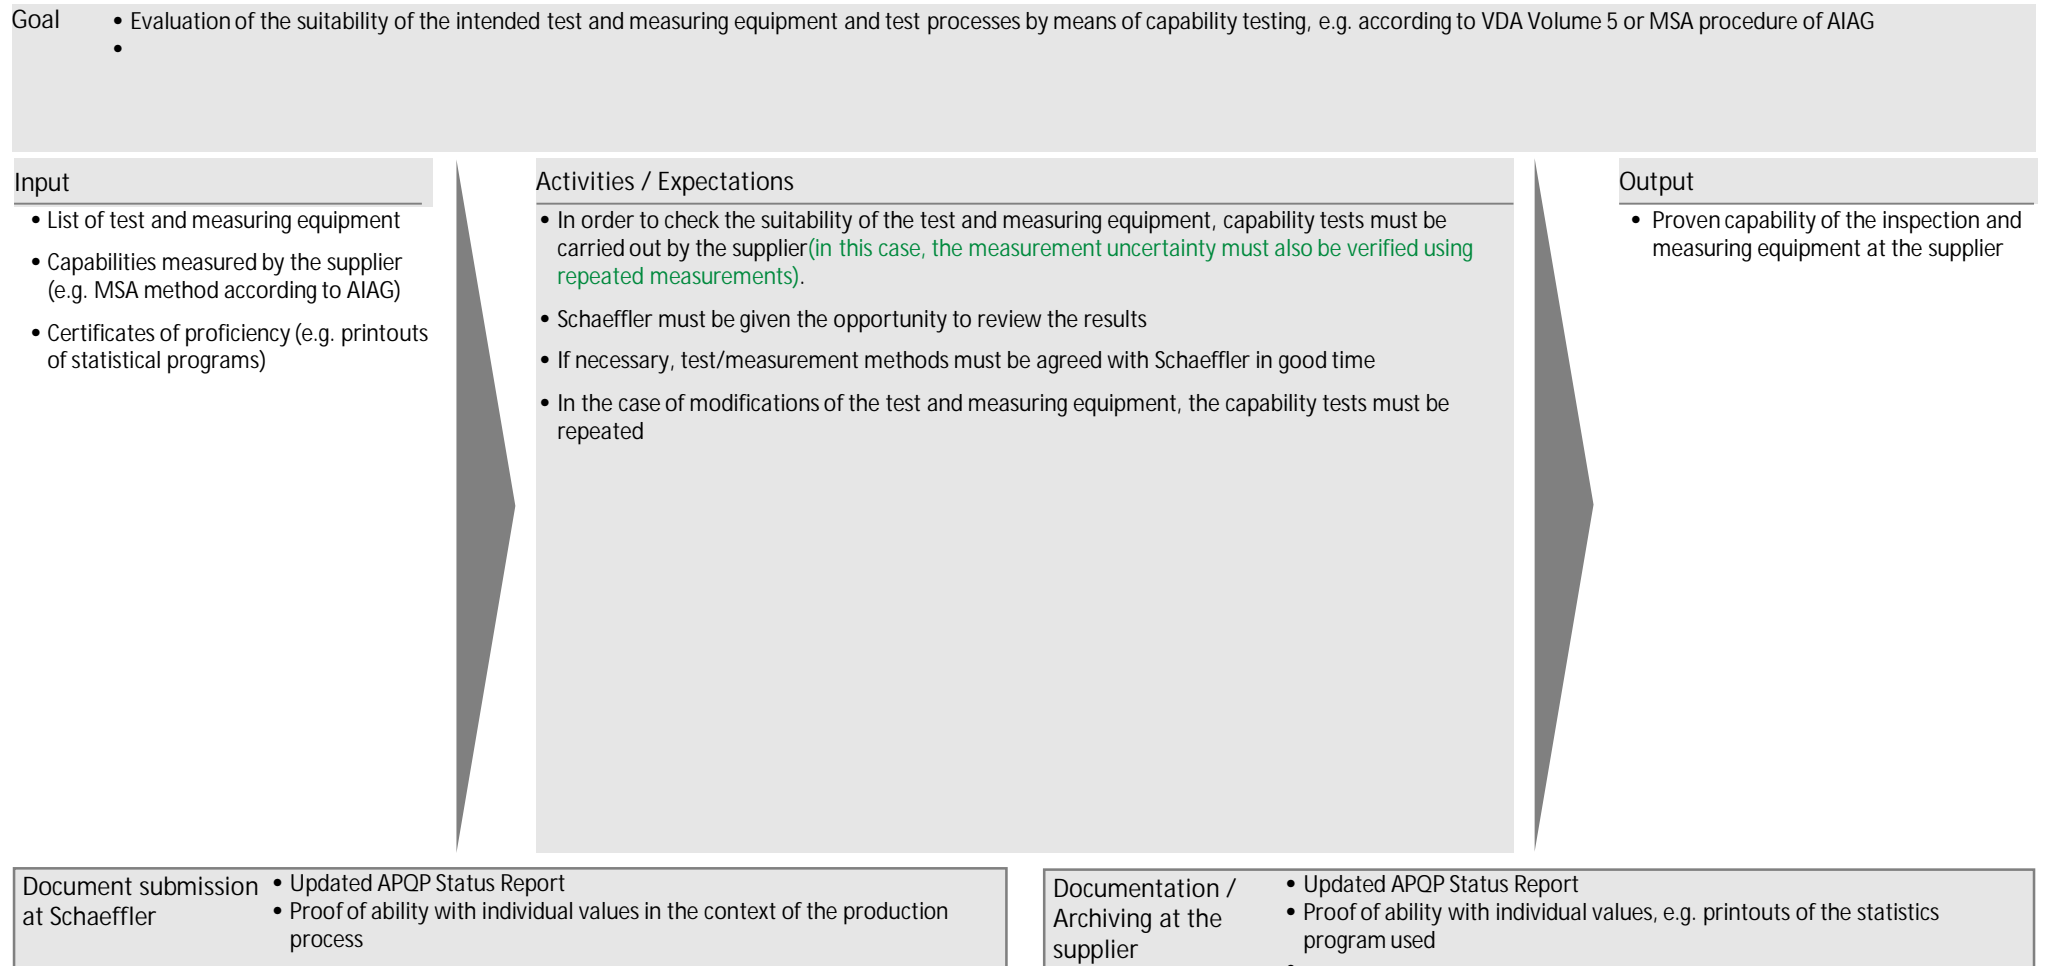 Goal
• Evaluation of the suitability of the intended test and measuring equipment and test processes by means of capability testing, e.g. according to VDA Volume 5 or MSA procedure of AIAG
•
Input
• List of test and measuring equipment
• Capabilities measured by the supplier
(e.g. MSA method according to AIAG)
• Certificates of proficiency (e.g. printouts
of statistical programs)
Activities / Expectations
• In order to check the suitability of the test and measuring equipment, capability tests must be
carried out by the supplier(in this case, the measurement uncertainty must also be verified using
repeated measurements).
• Schaeffler must be given the opportunity to review the results
• If necessary, test/measurement methods must be agreed with Schaeffler in good time
• In the case of modifications of the test and measuring equipment, the capability tests must be
repeated
Output
• Proven capability of the inspection and
measuring equipment at the supplier
Document submission
at Schaeffler
• Updated APQP Status Report
• Proof of ability with individual values in the context of the production
process
Documentation /
Archiving at the
supplier
• Updated APQP Status Report
• Proof of ability with individual values, e.g. printouts of the statistics
program used
•